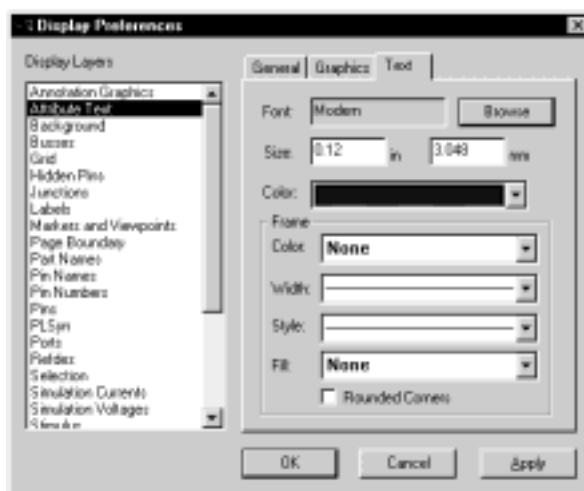 Display Preferences
Display Layers
Annotation Graphics
Attribute Text
Background
Busses
Grid
Hidden Pins
Junctions
Labels
Markers and Viewpoints
Page Boundary
Part Names
Pin Names
Pin Numbers
Pins
PLSyn
Ports
Refdes
Selection
Simulation Currents
Simulation Voltages
Stimulus
General Graphics Text
Font: Modern Browse
Size: 0.12 in 3.048 mm
Color:
Frame
Color: None
Width:
Style:
Fill: None
Rounded Corners
OK Cancel Apply